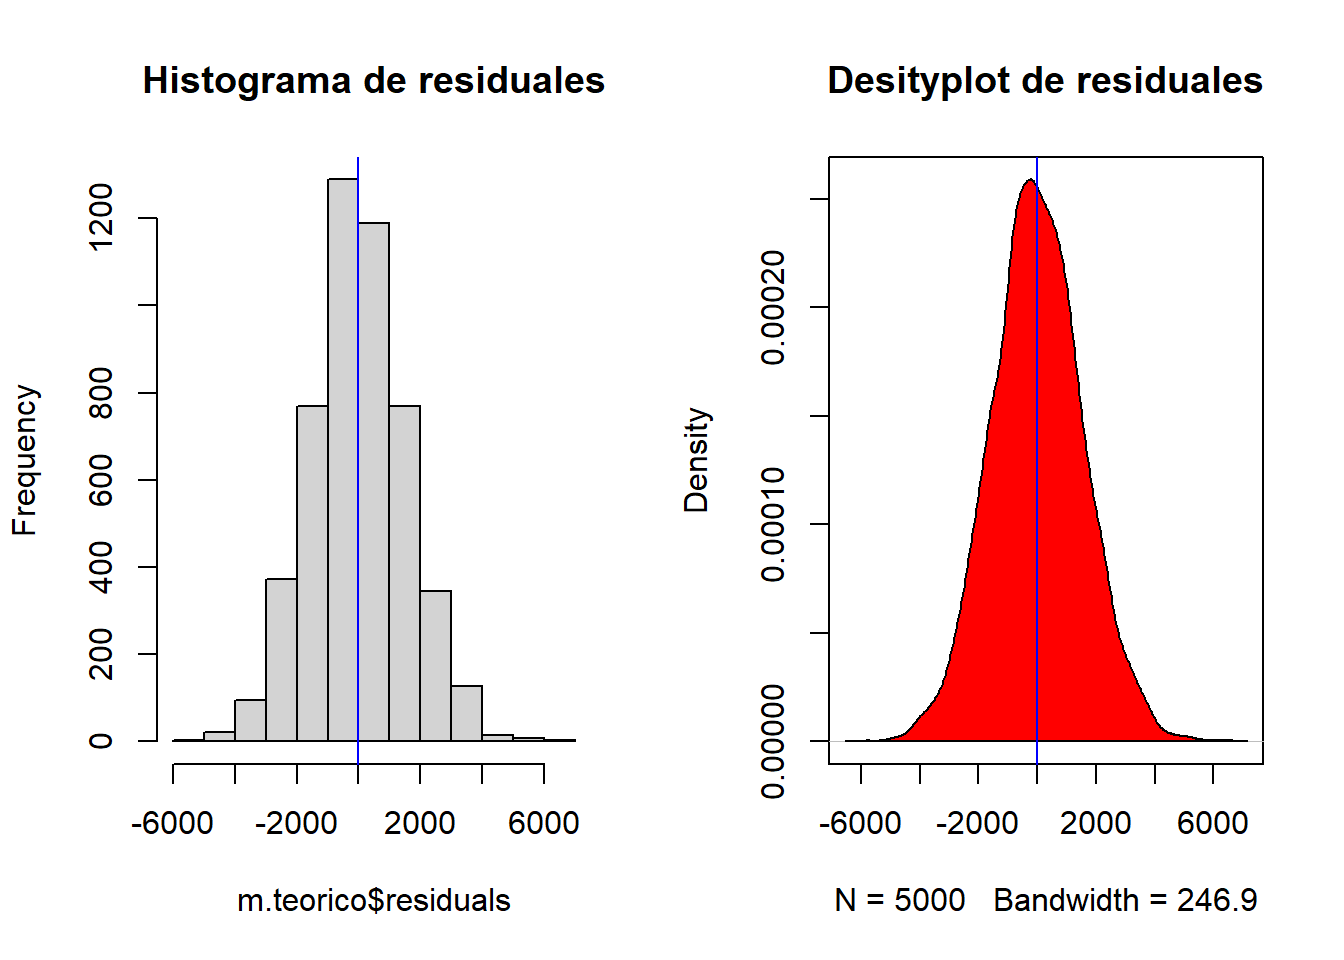 Histograma de residuales
Frequency
1200
800
600
400
200
0
-6000 -2000 2000 6000
m.teorico$residuals
Desityplot de residuales
Density
0.00020
0.00010
0.00000
-6000 -2000 2000 6000
N = 5000 Bandwidth = 246.9